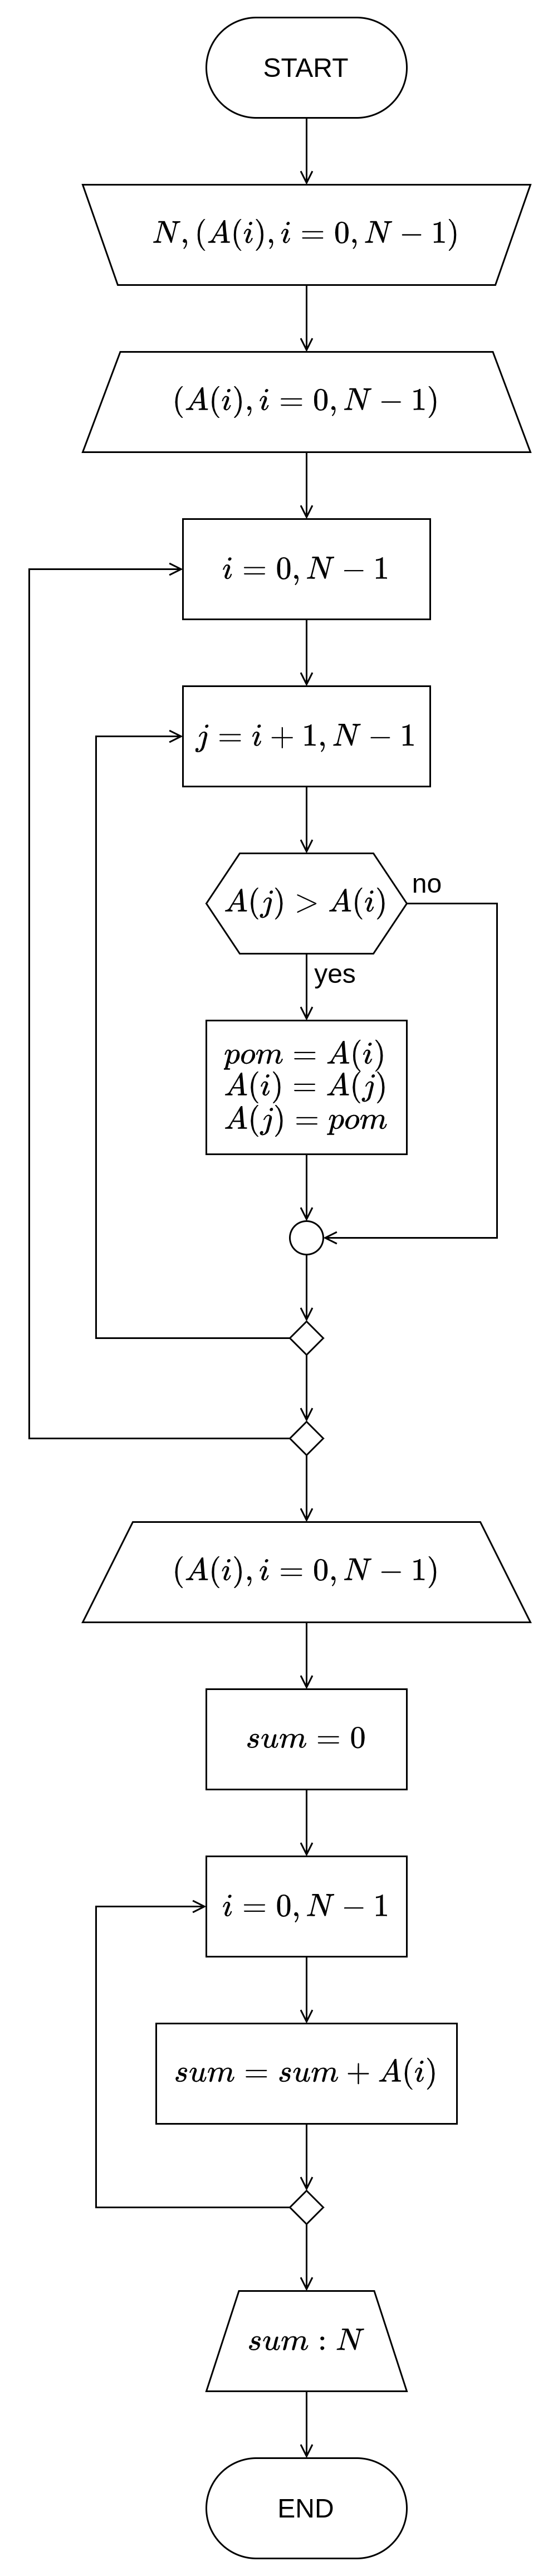 START
N, (A(i), i = 0, N − 1)
(A(i), i = 0, N − 1)
i = 0, N − 1
j = i + 1, N − 1
A(j) > A(i)
no
yes
pom = A(i)
A(i) = A(j)
A(j) = pom
(A(i), i = 0, N − 1)
sum = 0
i = 0, N − 1
sum = sum + A(i)
sum : N
END